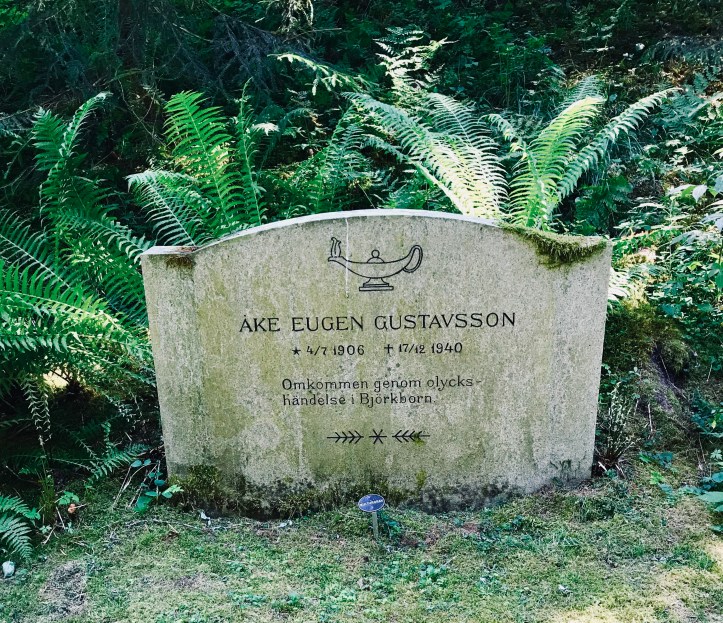 ÅKE EUGEN GUSTAVSSON
* 4/7 1906 † 17/12 1940
Omkommen genom olycks-
händelse i Björkborn.